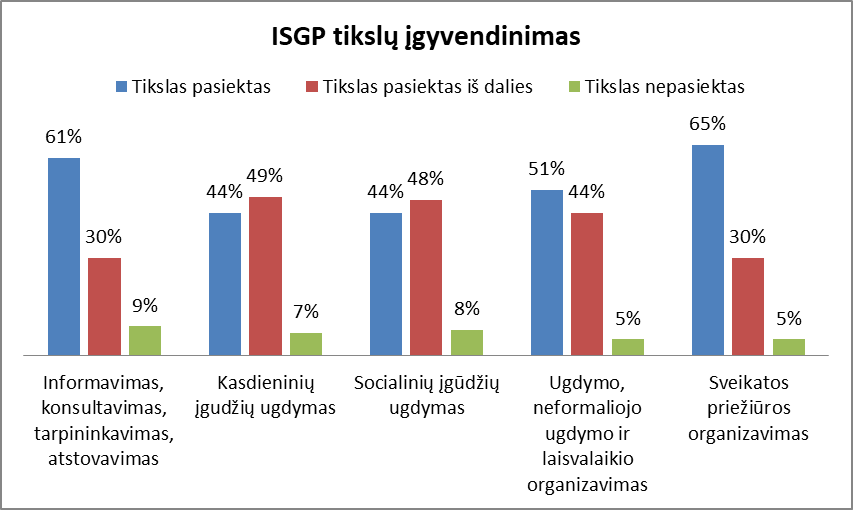 ISGP tikslų įgyvendinimas
Tikslas pasiektas Tikslas pasiektas iš dalies Tikslas nepasiektas
61%
30%
9%
44%
49%
7%
44%
48%
8%
51%
44%
5%
65%
30%
5%
Informavimas,
konsultavimas,
tarpininkavimas,
atstovavimas
Kasdieninių
įgudžių ugdymas
Socialinių įgūdžių
ugdymas
Ugdymo,
neformaliojo
ugdymo ir
laisvalaikio
organizavimas
Sveikatos
priežiūros
organizavimas